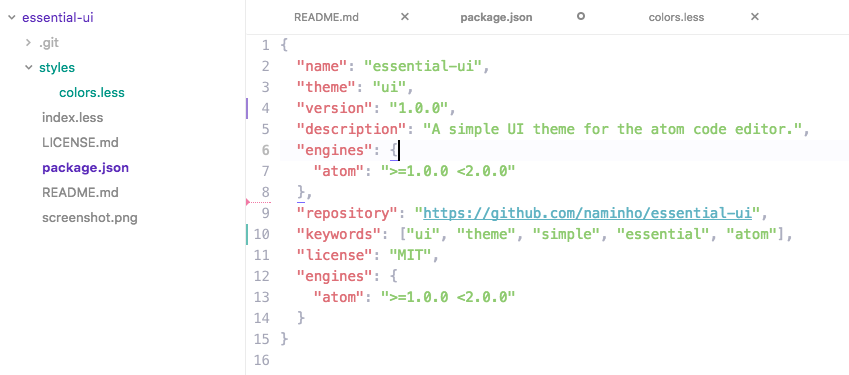 essential-ui
.git
styles
colors.less
index.less
LICENSE.md
package.json
README.md
screenshot.png
README.md package.json colors.less
1 {
2 "name": "essential-ui",
3 "theme": "ui",
4 "version": "1.0.0",
5 "description": "A simple UI theme for the atom code editor.",
6 "engines": {
7 "atom": ">=1.0.0 <2.0.0"
8 },
9 "repository": "https://github.com/naminho/essential-ui",
10 "keywords": ["ui", "theme", "simple", "essential", "atom"],
11 "license": "MIT",
12 "engines": {
13 "atom": ">=1.0.0 <2.0.0"
14 }
15 }
16